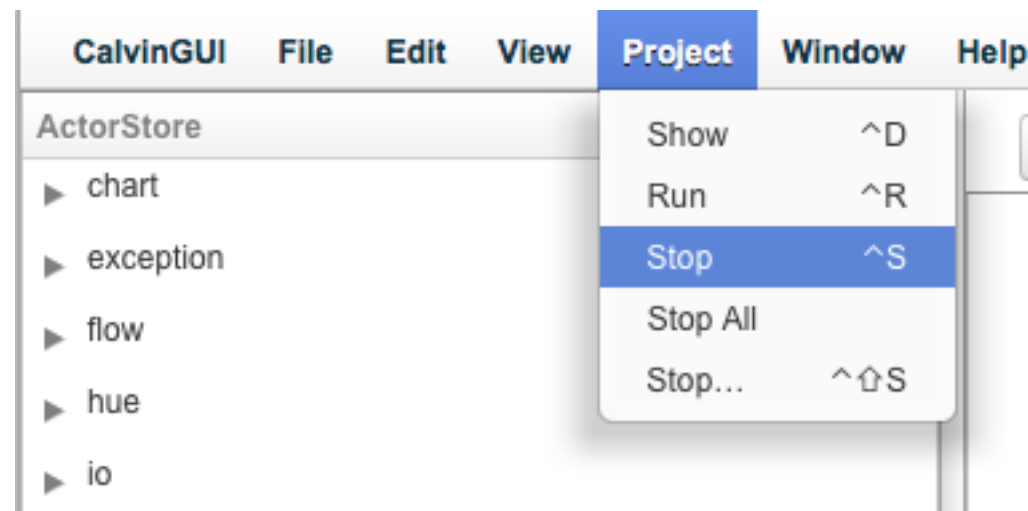 CalvinGUI File Edit View Project Window Help
ActorStore
chart
exception
flow
hue
io
Show ^D
Run ^R
Stop ^S
Stop All
Stop... ^⇧S